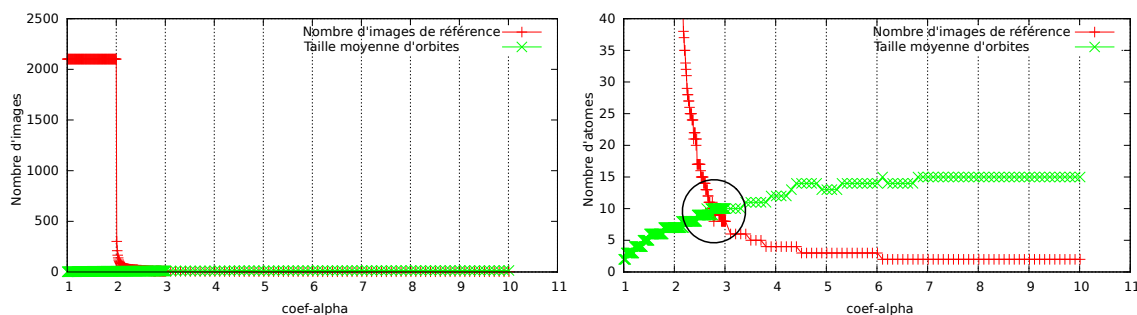 Nombre d'images
2500
2000
1500
1000
500
0
Nombre d'images de référence
Taille moyenne d'orbites
1 2 3 4 5 6 7 8 9 10 11
coef-alpha
Nombre d'atomes
40
35
30
25
20
15
10
5
0
Nombre d'images de référence
Taille moyenne d'orbites
1 2 3 4 5 6 7 8 9 10 11
coef-alpha